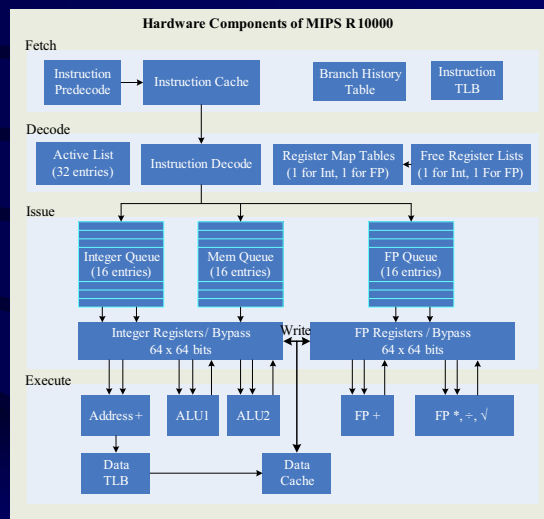 Hardware Components of MIPS R10000
Fetch
Instruction
Predecode
Instruction Cache
Branch History
Table
Instruction
TLB
Decode
Active List
(32 entries)
Instruction Decode
Register Map Tables
(1 for Int, 1 for FP)
Free Register Lists
(1 for Int, 1 For FP)
Issue
Integer Queue
(16 entries)
Mem Queue
(16 entries)
FP Queue
(16 entries)
Integer Registers/ Bypass
64 x 64 bits
Write
FP Registers / Bypass
64 x 64 bits
Execute
Address +
ALU1
ALU2
FP +
FP *, ÷, √
Data
TLB
Data
Cache